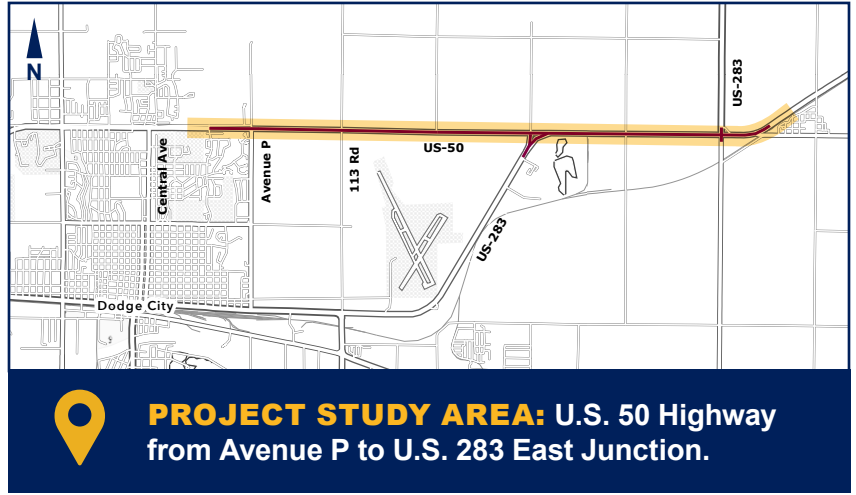 N
US-283
Central Ave
Avenue P
113 Rd
US-50
US-283
Dodge City
PROJECT STUDY AREA: U.S. 50 Highway
from Avenue P to U.S. 283 East Junction.